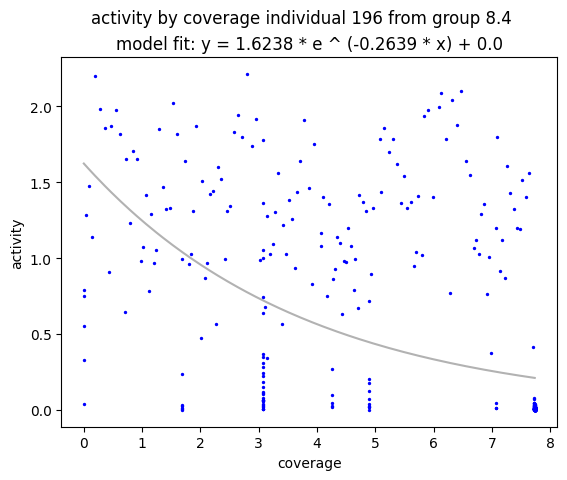 activity by coverage individual 196 from group 8.4
model fit: y = 1.6238 * e ^ (-0.2639 * x) + 0.0
2.0
1.5
1.0
0.5
0.0
activity
0 1 2 3 4 5 6 7 8
coverage